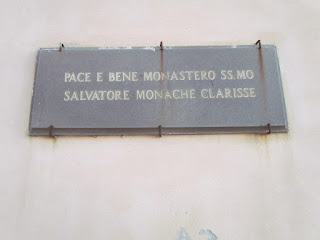 PACE E BENE MONASTERO SS.MO
SALVATORE MONACHE CLARISSE